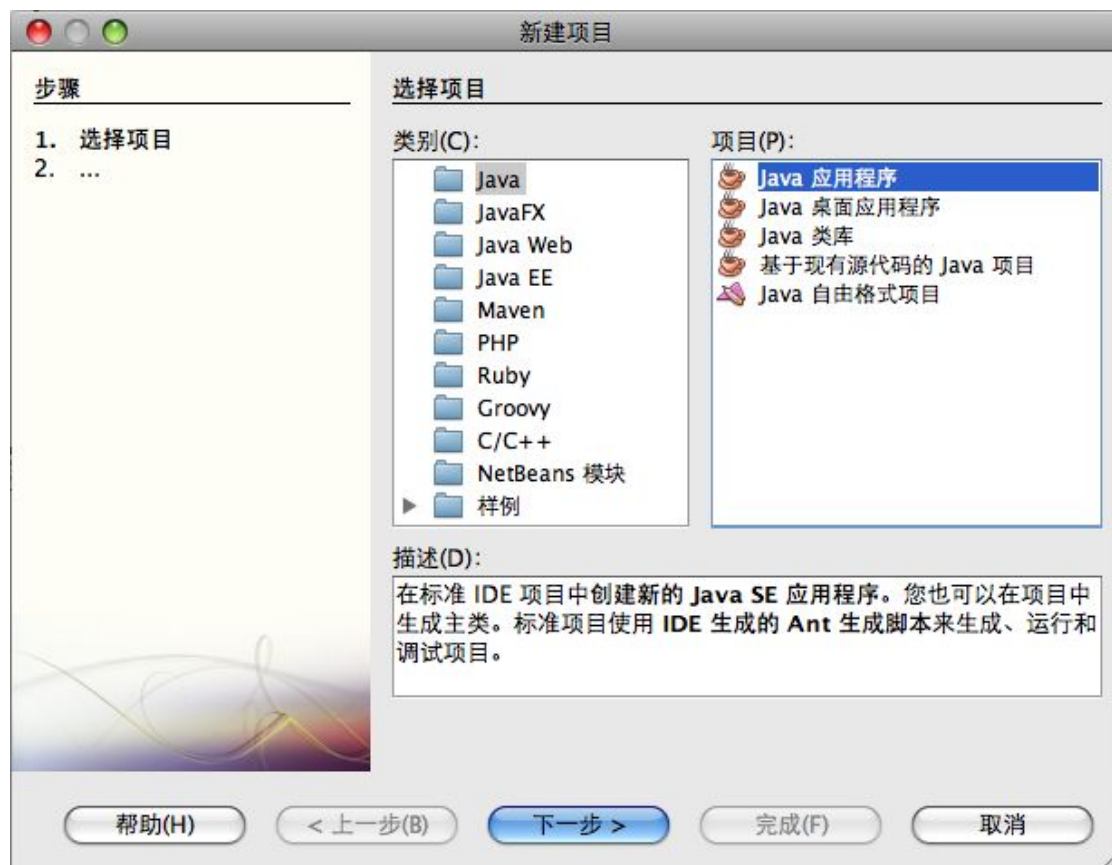 新建项目
步骤
1. 选择项目
2. ...
选择项目
类别(C):
Java
JavaFX
Java Web
Java EE
Maven
PHP
Ruby
Groovy
C/C++
NetBeans 模块
样例
项目(P):
Java 应用程序
Java 桌面应用程序
Java 类库
基于现有源代码的 Java 项目
Java 自由格式项目
描述(D):
在标准 IDE 项目中创建新的 Java SE 应用程序。您也可以在项目中
生成主类。标准项目使用 IDE 生成的 Ant 生成脚本来生成、运行和
调试项目。
帮助(H)
< 上一步(B)
下一步 >
完成(F)
取消